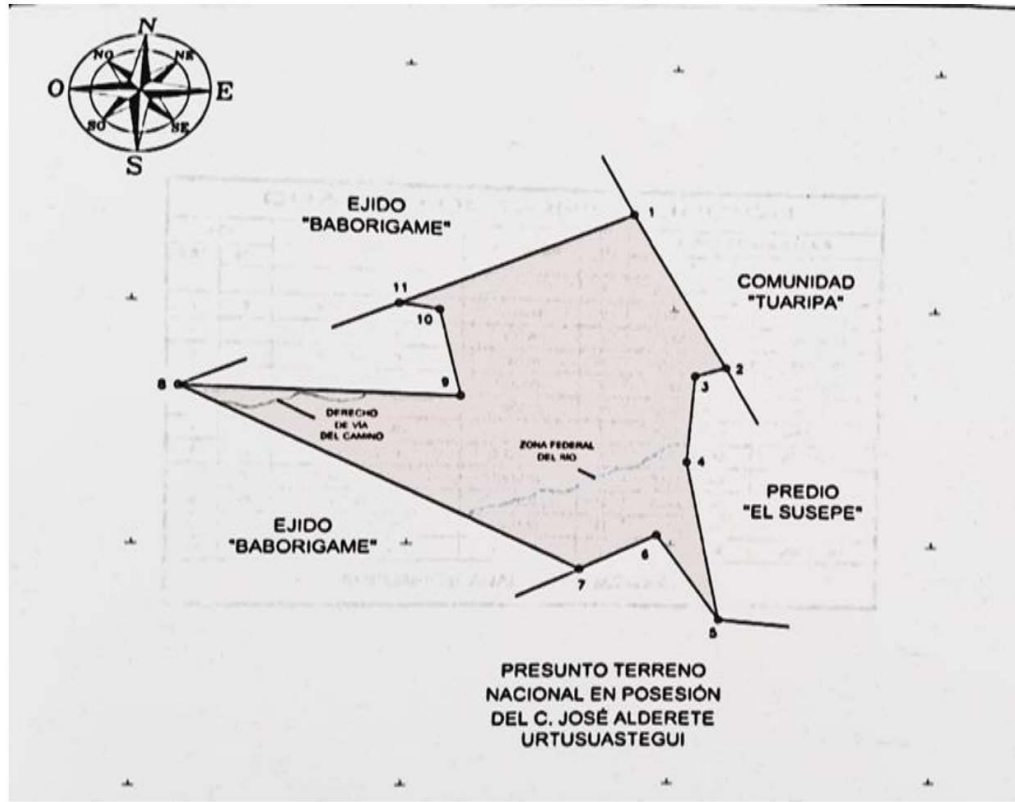 N
NO
NE
O
E
SO
SE
S
EJIDO
"BABORIGAME"
1
COMUNIDAD
"TUARIPA"
11
10
2
3
8
9
DERECHO
DE VÍA
DEL CAMINO
ZONA FEDERAL
DEL RIO
4
PREDIO
"EL SUSEPE"
EJIDO
"BABORIGAME"
6
7
5
PRESUNTO TERRENO
NACIONAL EN POSESIÓN
DEL C. JOSÉ ALDERETE
URTUSUASTEGUI